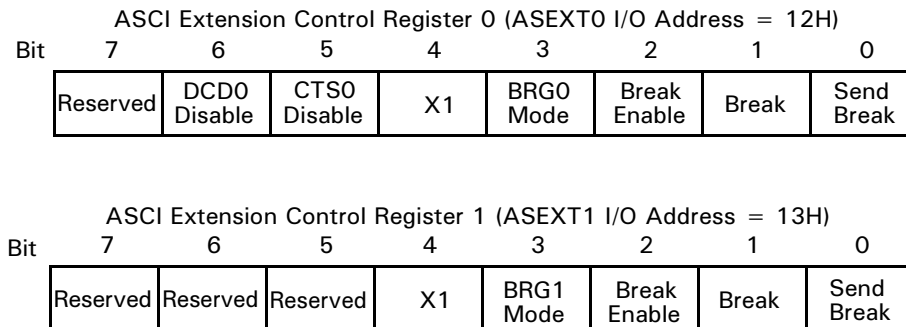 ASCI Extension Control Register 0 (ASEXT0 I/O Address = 12H)
Bit 7 6 5 4 3 2 1 0
Reserved DCD0 Disable CTS0 Disable X1 BRG0 Mode Break Enable Break Send Break
ASCI Extension Control Register 1 (ASEXT1 I/O Address = 13H)
Bit 7 6 5 4 3 2 1 0
Reserved Reserved Reserved X1 BRG1 Mode Break Enable Break Send Break